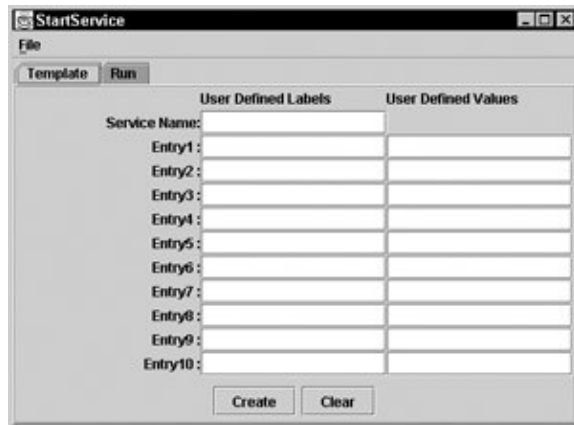 StartService
File
Template Run
User Defined Labels User Defined Values
Service Name:
Entry1 :
Entry2 :
Entry3 :
Entry4 :
Entry5 :
Entry6 :
Entry7 :
Entry8 :
Entry9 :
Entry10 :
Create Clear